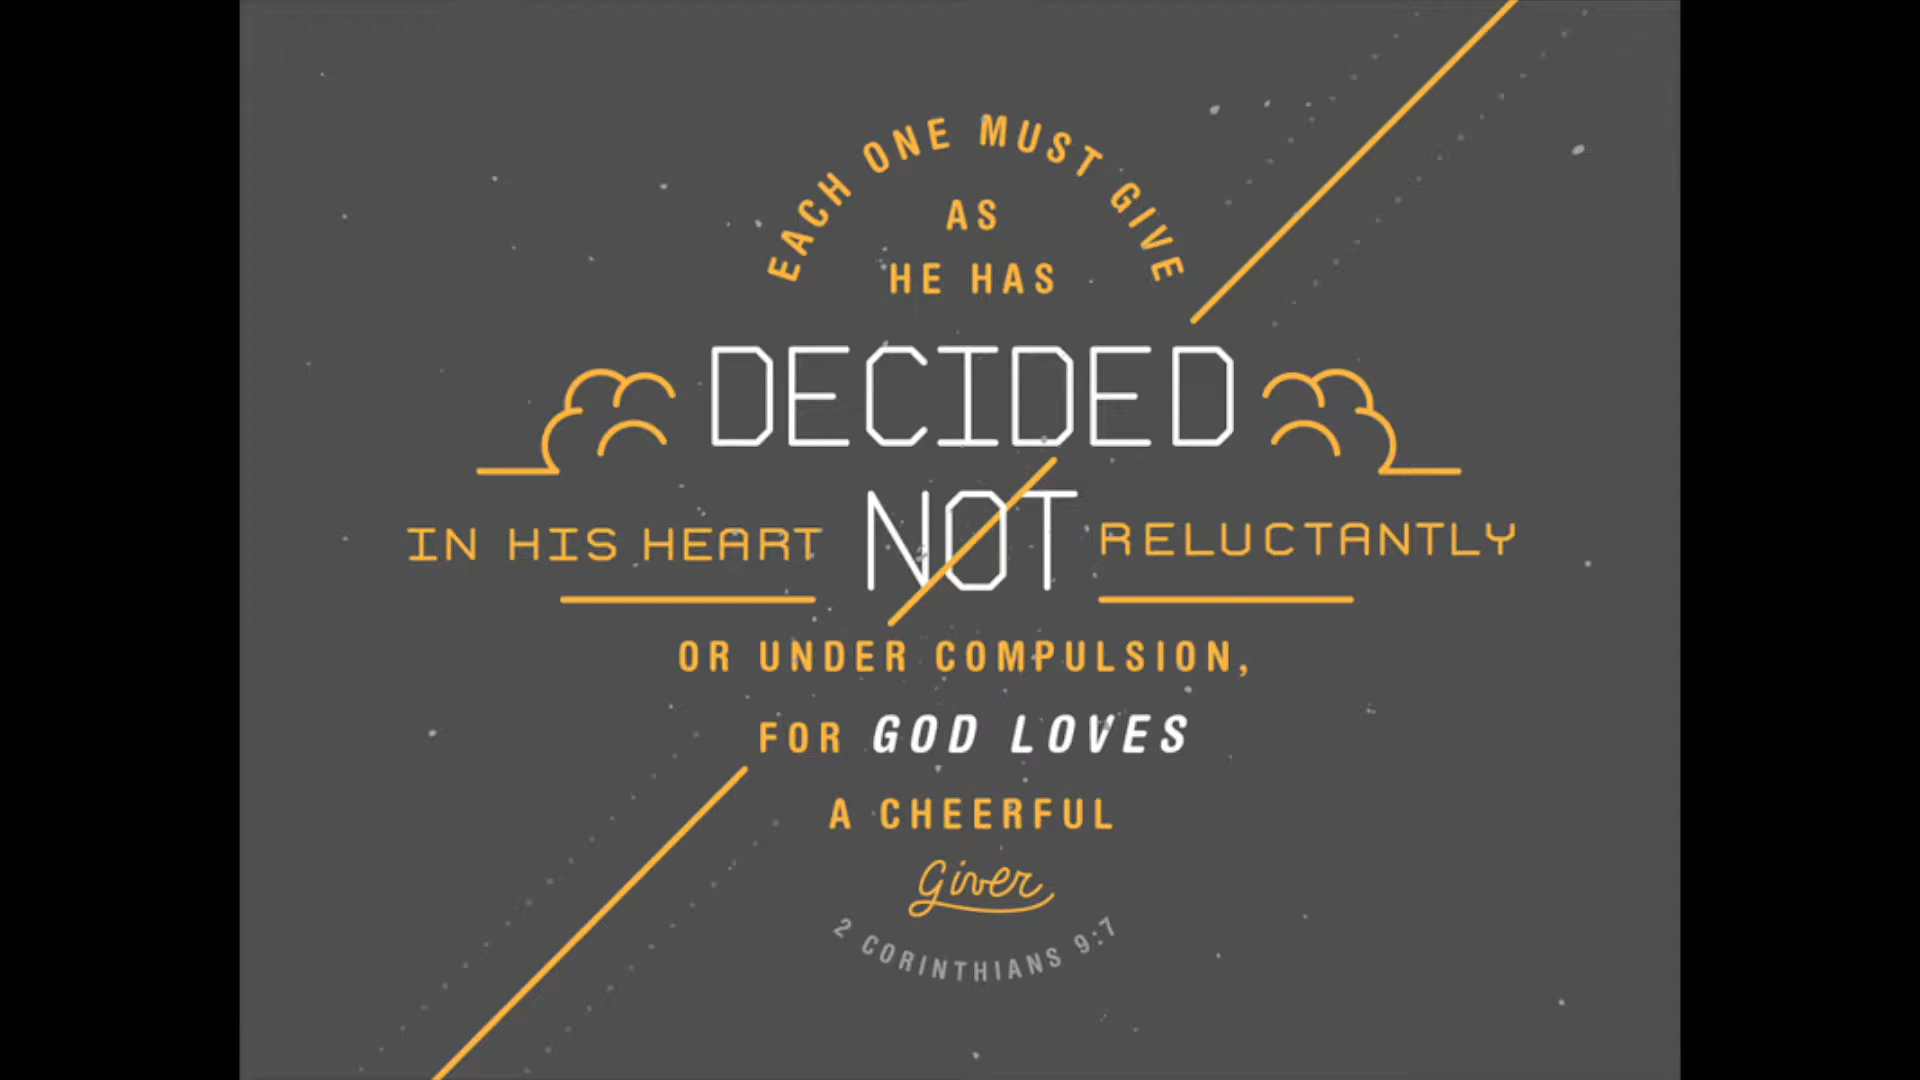 EACH ONE MUST GIVE
AS
HE HAS
DECIDED
IN HIS HEART NOT RELUCTANTLY
OR UNDER COMPULSION,
FOR GOD LOVES
A CHEERFUL
Giver
2 CORINTHIANS 9:7